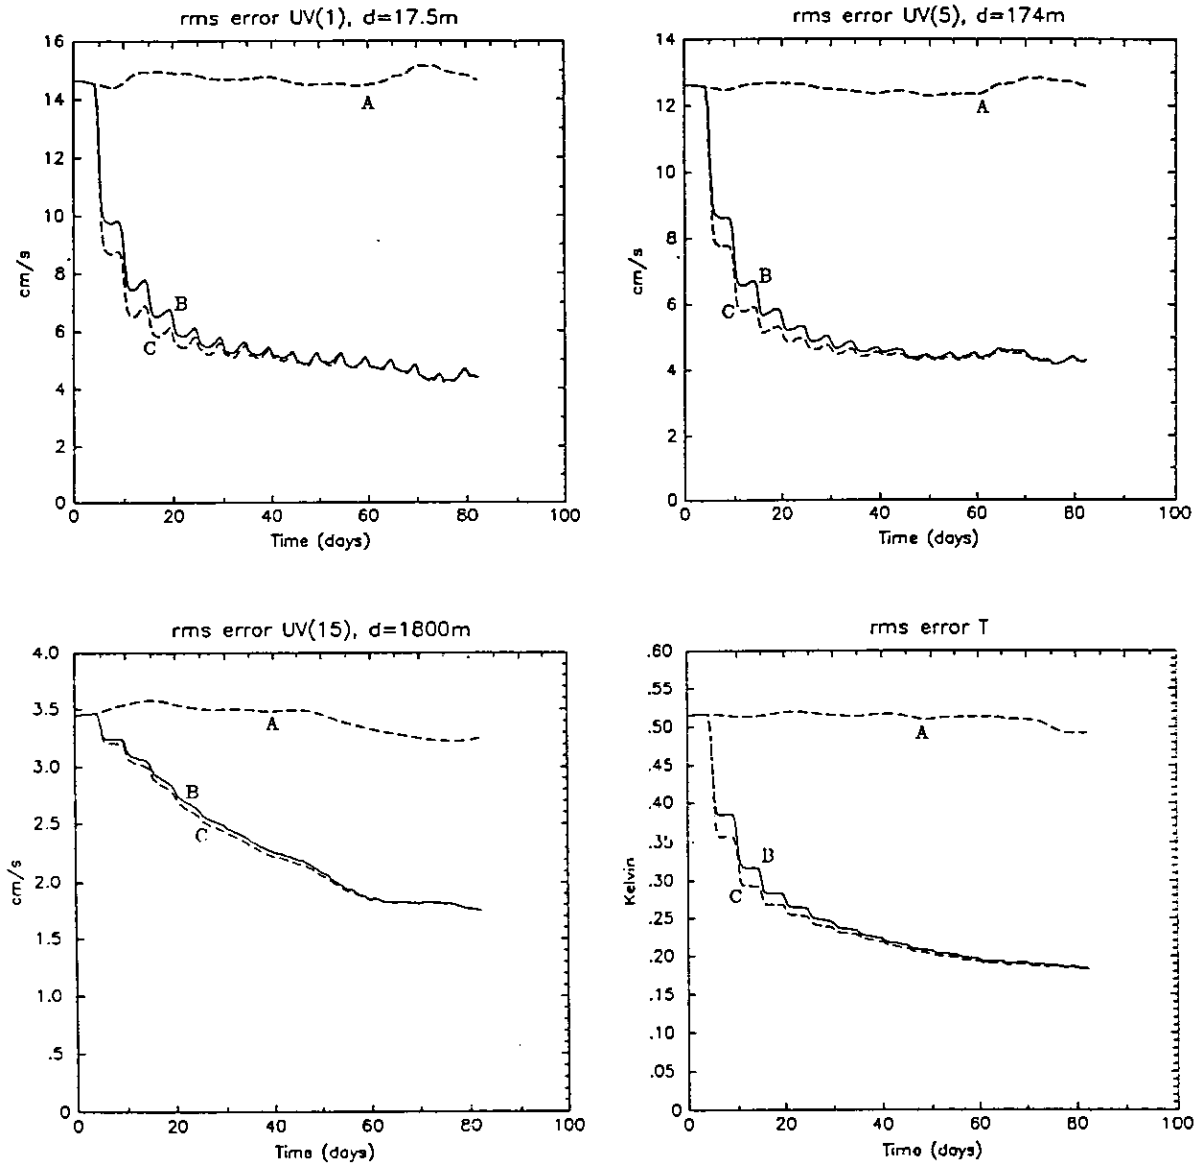 rms error UV(1), d=17.5m
16
14
12
10
8
6
4
2
0
cm/s
A
B
C
0 20 40 60 80 100
Time (days)
rms error UV(5), d=174m
14
12
10
8
6
4
2
0
cm/s
A
B
C
0 20 40 60 80 100
Time (days)
rms error UV(15), d=1800m
4.0
3.5
3.0
2.5
2.0
1.5
1.0
.5
0
cm/s
A
B
C
0 20 40 60 80 100
Time (days)
rms error T
.60
.55
.50
.45
.40
.35
.30
.25
.20
.15
.10
.05
0
Kelvin
A
B
C
0 20 40 60 80 100
Time (days)